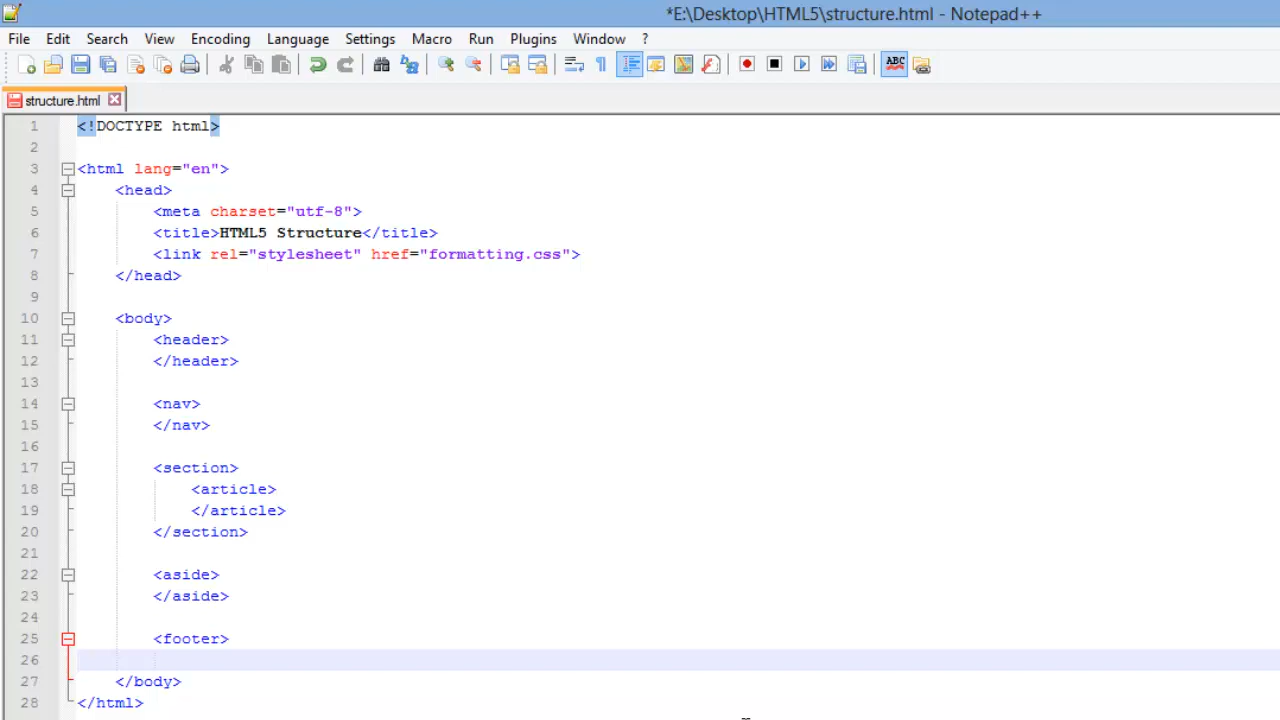 *E:\Desktop\HTML5\structure.html - Notepad++
File Edit Search View Encoding Language Settings Macro Run Plugins Window ?
ABC
structure.html
1 <!DOCTYPE html>
2
3 <html lang="en">
4 <head>
5 <meta charset="utf-8">
6 <title>HTML5 Structure</title>
7 <link rel="stylesheet" href="formatting.css">
8 </head>
9
10 <body>
11 <header>
12 </header>
13
14 <nav>
15 </nav>
16
17 <section>
18 <article>
19 </article>
20 </section>
21
22 <aside>
23 </aside>
24
25 <footer>
26
27 </body>
28 </html>